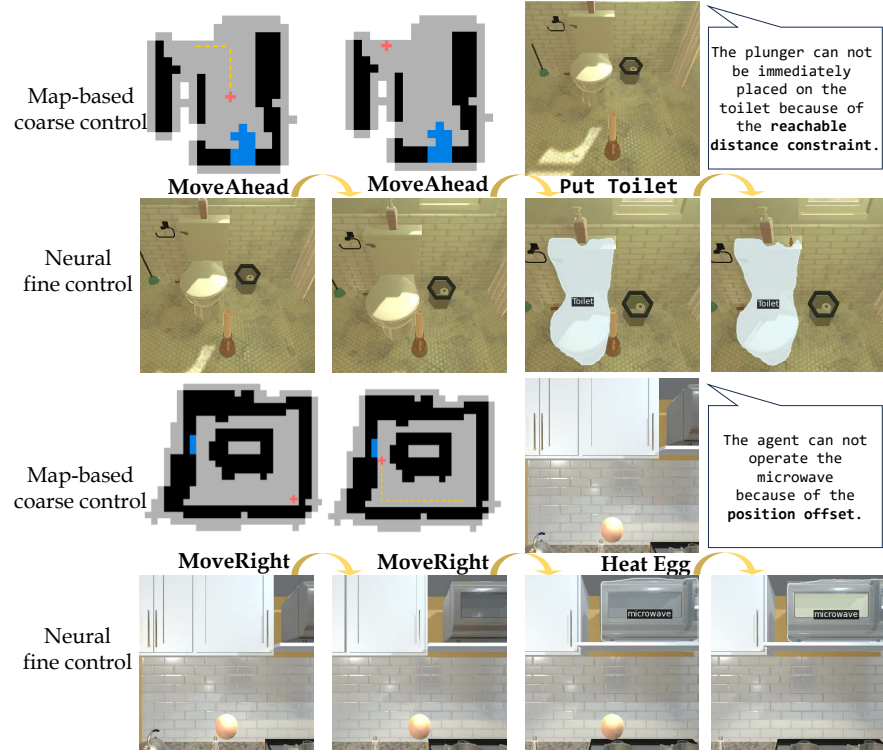 Map-based
coarse control
The plunger can not
be immediately
placed on the
toilet because of
the reachable
distance constraint.
MoveAhead
MoveAhead
Put Toilet
Neural
fine control
Toilet
Toilet
Map-based
coarse control
The agent can not
operate the
microwave
because of the
position offset.
MoveRight
MoveRight
Heat Egg
Neural
fine control
microwave
microwave